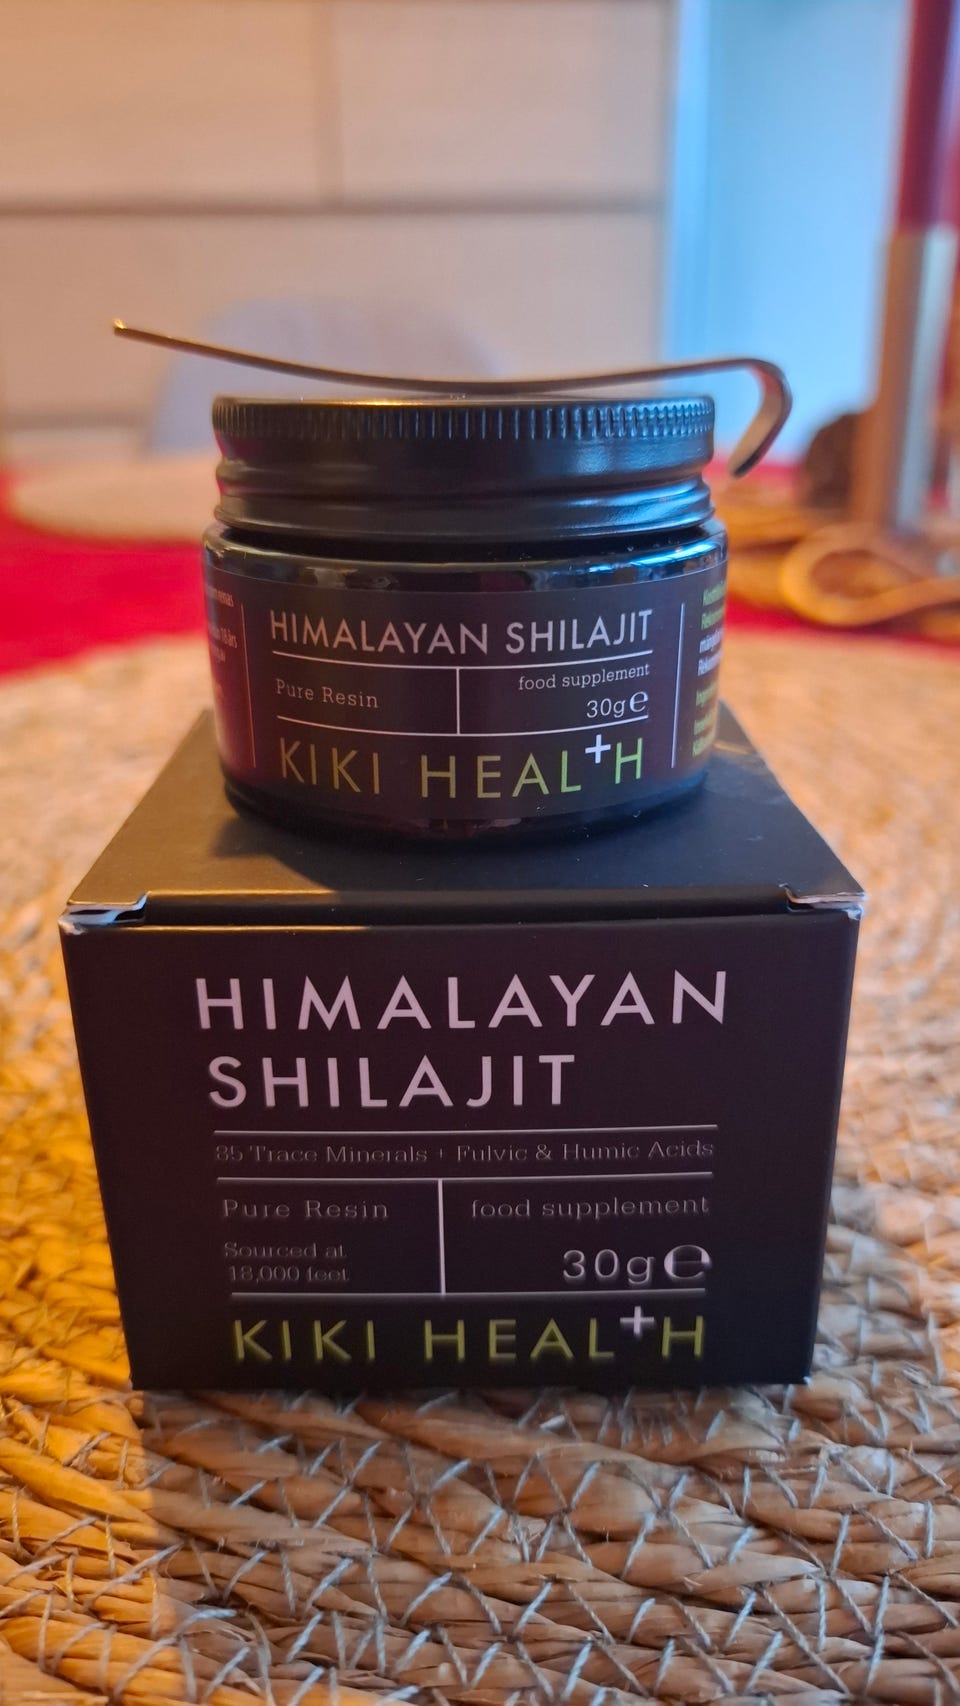 HIMALAYAN SHILAJIT
Pure Resin
food supplement
30g℮
KIKI HEAL+H
HIMALAYAN
SHILAJIT
85 Trace Minerals + Fulvic & Humic Acids
Pure Resin
food supplement
Sourced at
18,000 feet
30g℮
KIKI HEAL+H